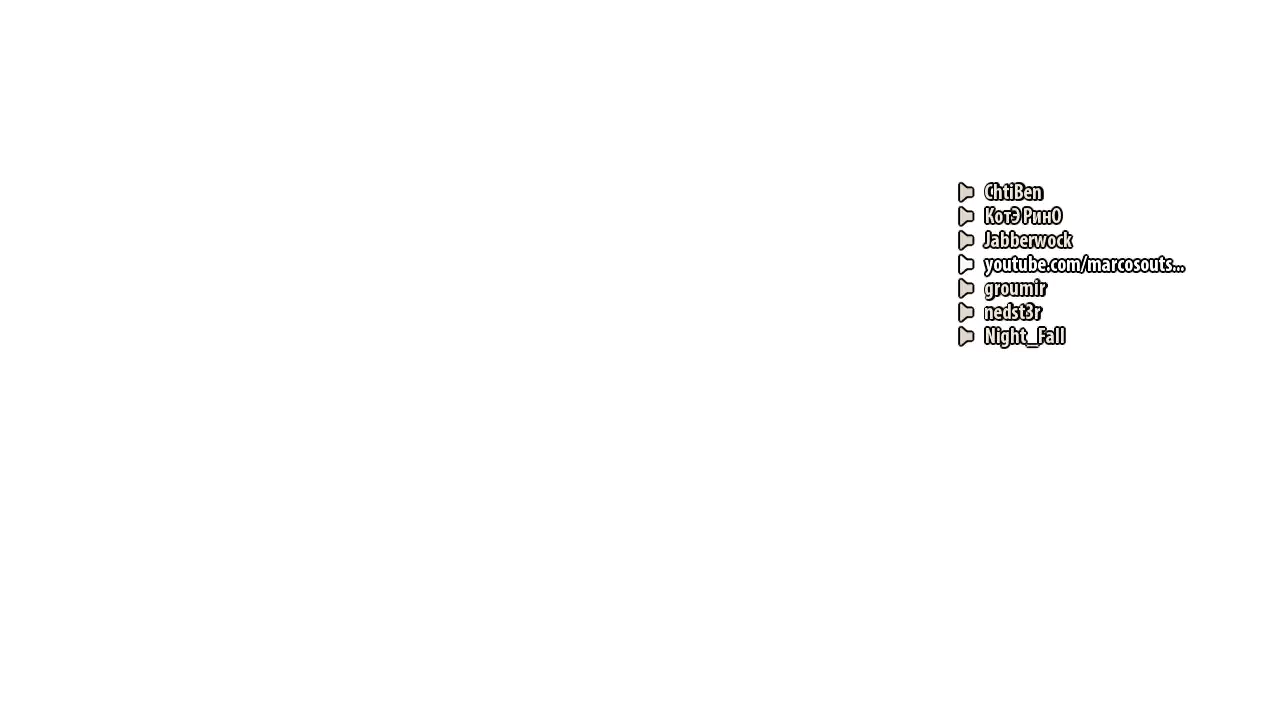 ChtiBen
КотЭ РинО
Jabberwock
youtube.com/marcosouts...
groumir
nedst3r
Night_Fall